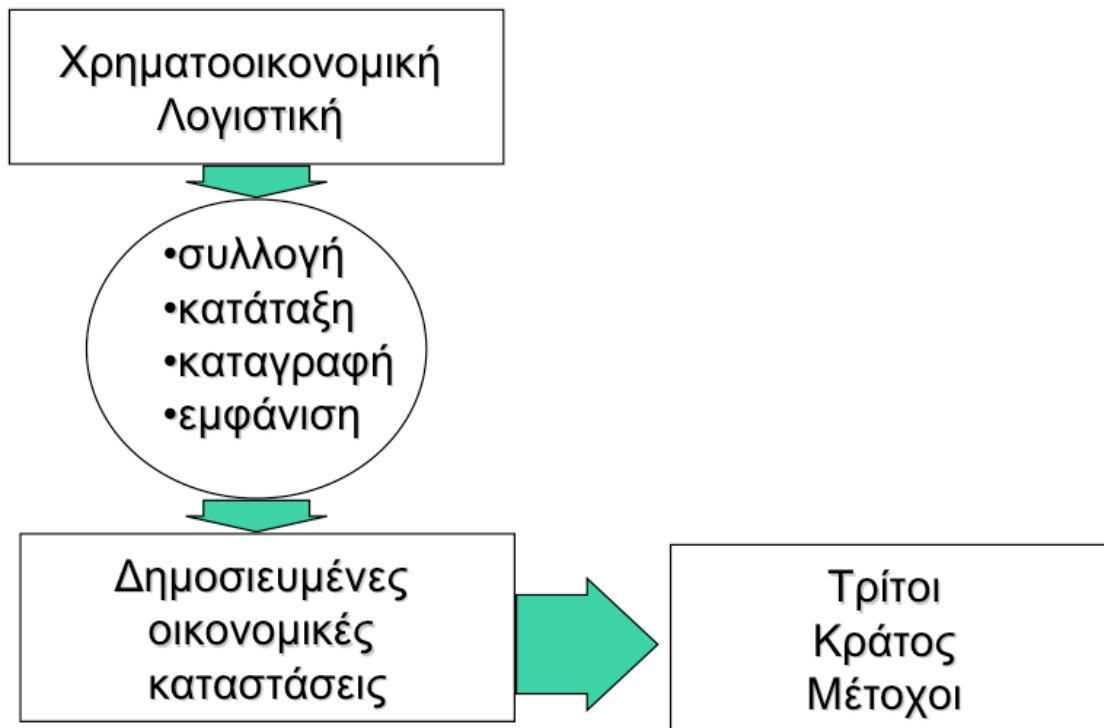 Χρηματοοικονομική
Λογιστική
•συλλογή
•κατάταξη
•καταγραφή
•εμφάνιση
Δημοσιευμένες
οικονομικές
καταστάσεις
Τρίτοι
Κράτος
Μέτοχοι